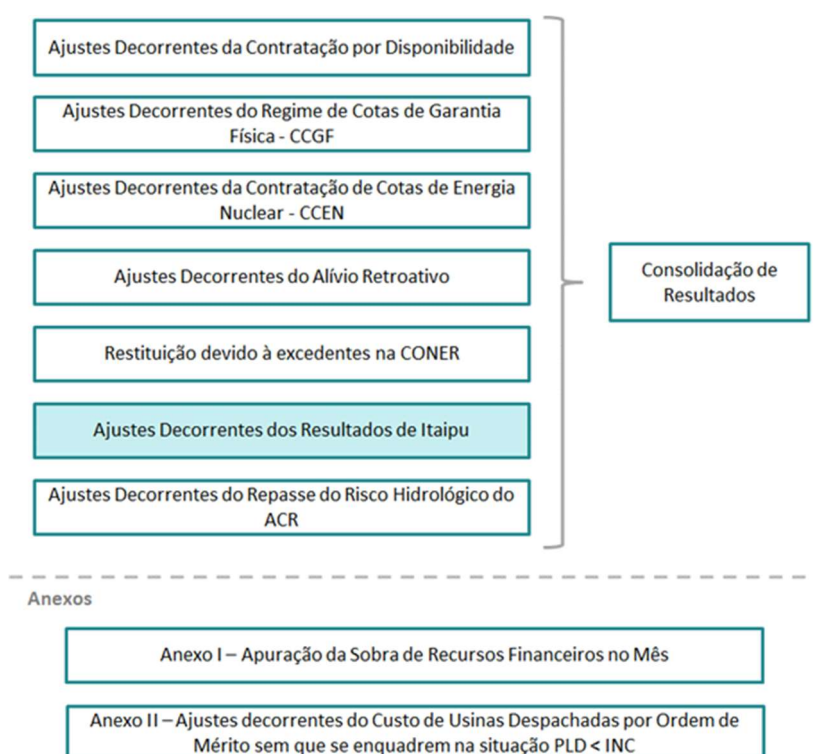 Ajustes Decorrentes da Contratação por Disponibilidade
Ajustes Decorrentes do Regime de Cotas de Garantia
Física - CCGF
Ajustes Decorrentes da Contratação de Cotas de Energia
Nuclear - CCEN
Ajustes Decorrentes do Alívio Retroativo
Restituição devido à excedentes na CONER
Ajustes Decorrentes dos Resultados de Itaipu
Ajustes Decorrentes do Repasse do Risco Hidrológico do
ACR
Consolidação de
Resultados
Anexos
Anexo I – Apuração da Sobra de Recursos Financeiros no Mês
Anexo II – Ajustes decorrentes do Custo de Usinas Despachadas por Ordem de
Mérito sem que se enquadrem na situação PLD < INC